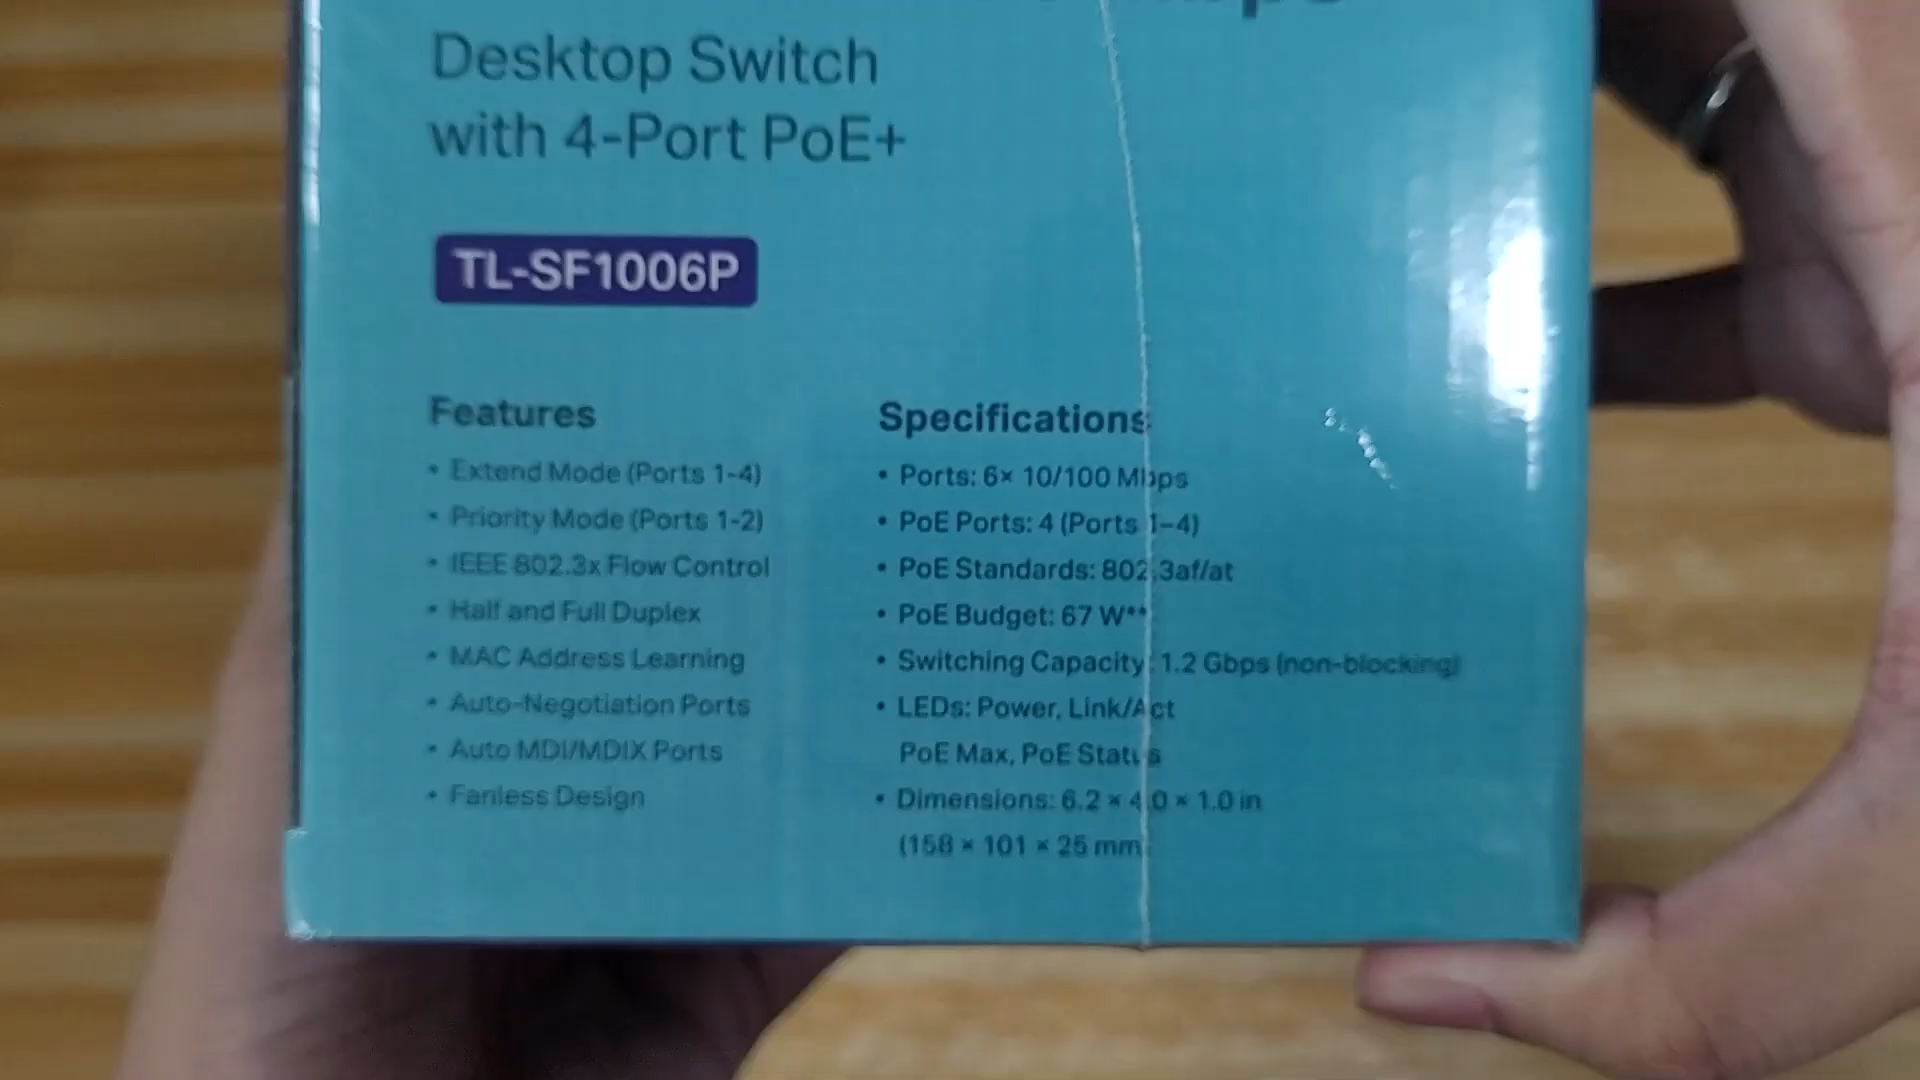 Desktop Switch
with 4-Port PoE+
TL-SF1006P
Features
• Extend Mode (Ports 1-4)
• Priority Mode (Ports 1-2)
• IEEE 802.3x Flow Control
• Half and Full Duplex
• MAC Address Learning
• Auto-Negotiation Ports
• Auto MDI/MDIX Ports
• Fanless Design
Specifications
• Ports: 6× 10/100 Mbps
• PoE Ports: 4 (Ports 1–4)
• PoE Standards: 802.3af/at
• PoE Budget: 67 W**
• Switching Capacity: 1.2 Gbps (non-blocking)
• LEDs: Power, Link/Act
PoE Max, PoE Status
• Dimensions: 6.2 × 4.0 × 1.0 in
(158 × 101 × 25 mm)